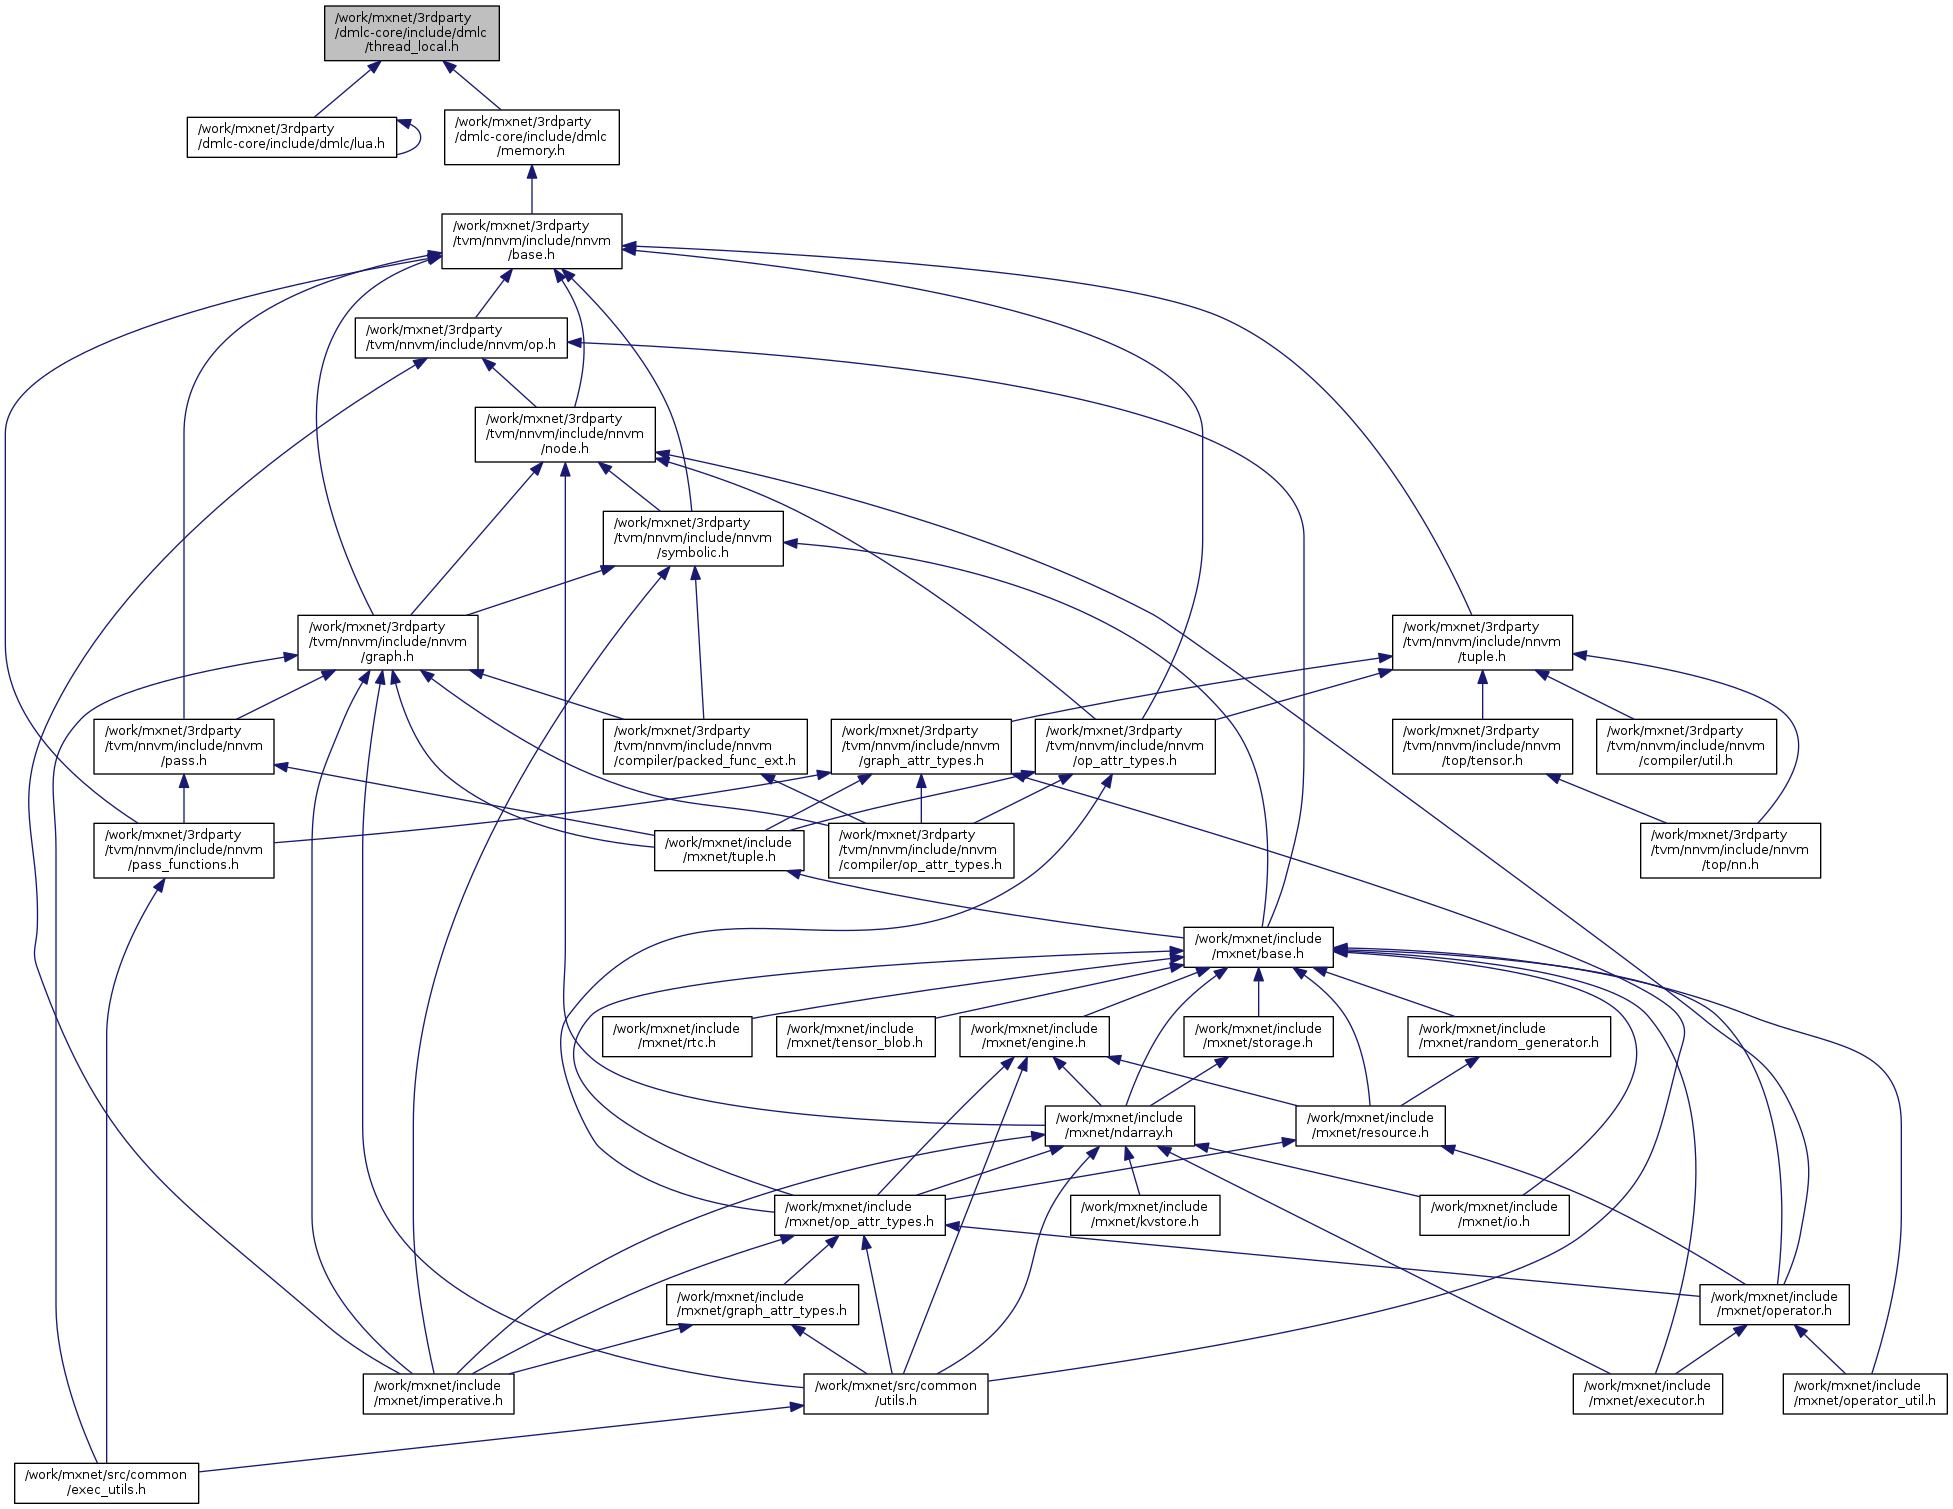 /work/mxnet/3rdparty
/dmlc-core/include/dmlc
/thread_local.h
/work/mxnet/3rdparty
/dmlc-core/include/dmlc/lua.h
/work/mxnet/3rdparty
/dmlc-core/include/dmlc
/memory.h
/work/mxnet/3rdparty
/tvm/nnvm/include/nnvm
/base.h
/work/mxnet/3rdparty
/tvm/nnvm/include/nnvm/op.h
/work/mxnet/3rdparty
/tvm/nnvm/include/nnvm
/node.h
/work/mxnet/3rdparty
/tvm/nnvm/include/nnvm
/symbolic.h
/work/mxnet/3rdparty
/tvm/nnvm/include/nnvm
/graph.h
/work/mxnet/3rdparty
/tvm/nnvm/include/nnvm
/tuple.h
/work/mxnet/3rdparty
/tvm/nnvm/include/nnvm
/pass.h
/work/mxnet/3rdparty
/tvm/nnvm/include/nnvm
/compiler/packed_func_ext.h
/work/mxnet/3rdparty
/tvm/nnvm/include/nnvm
/graph_attr_types.h
/work/mxnet/3rdparty
/tvm/nnvm/include/nnvm
/op_attr_types.h
/work/mxnet/3rdparty
/tvm/nnvm/include/nnvm
/top/tensor.h
/work/mxnet/3rdparty
/tvm/nnvm/include/nnvm
/compiler/util.h
/work/mxnet/3rdparty
/tvm/nnvm/include/nnvm
/pass_functions.h
/work/mxnet/include
/mxnet/tuple.h
/work/mxnet/3rdparty
/tvm/nnvm/include/nnvm
/compiler/op_attr_types.h
/work/mxnet/3rdparty
/tvm/nnvm/include/nnvm
/top/nn.h
/work/mxnet/include
/mxnet/base.h
/work/mxnet/include
/mxnet/rtc.h
/work/mxnet/include
/mxnet/tensor_blob.h
/work/mxnet/include
/mxnet/engine.h
/work/mxnet/include
/mxnet/storage.h
/work/mxnet/include
/mxnet/random_generator.h
/work/mxnet/include
/mxnet/ndarray.h
/work/mxnet/include
/mxnet/resource.h
/work/mxnet/include
/mxnet/op_attr_types.h
/work/mxnet/include
/mxnet/kvstore.h
/work/mxnet/include
/mxnet/io.h
/work/mxnet/include
/mxnet/graph_attr_types.h
/work/mxnet/include
/mxnet/operator.h
/work/mxnet/include
/mxnet/imperative.h
/work/mxnet/src/common
/utils.h
/work/mxnet/include
/mxnet/executor.h
/work/mxnet/include
/mxnet/operator_util.h
/work/mxnet/src/common
/exec_utils.h